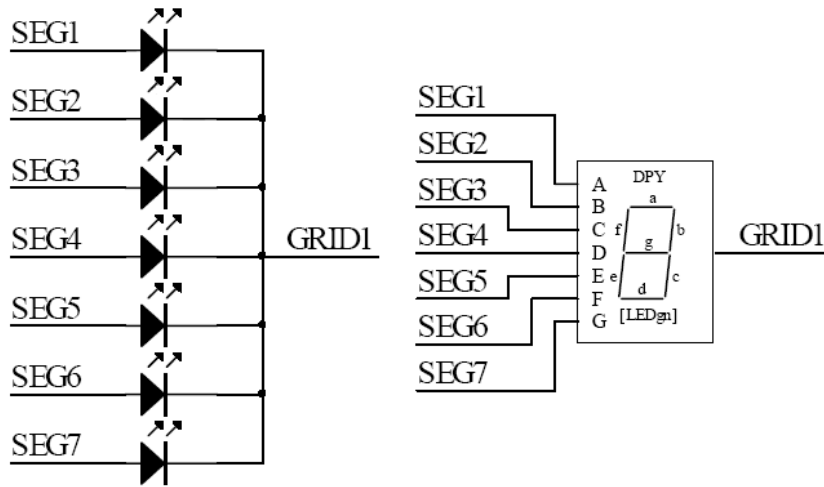 SEG1
SEG2
SEG3
SEG4
SEG5
SEG6
SEG7
GRID1
SEG1
SEG2
SEG3
SEG4
SEG5
SEG6
SEG7
A
B
C
D
E
F
G
DPY
a
f
b
g
e
c
d
[LEDgn]
GRID1